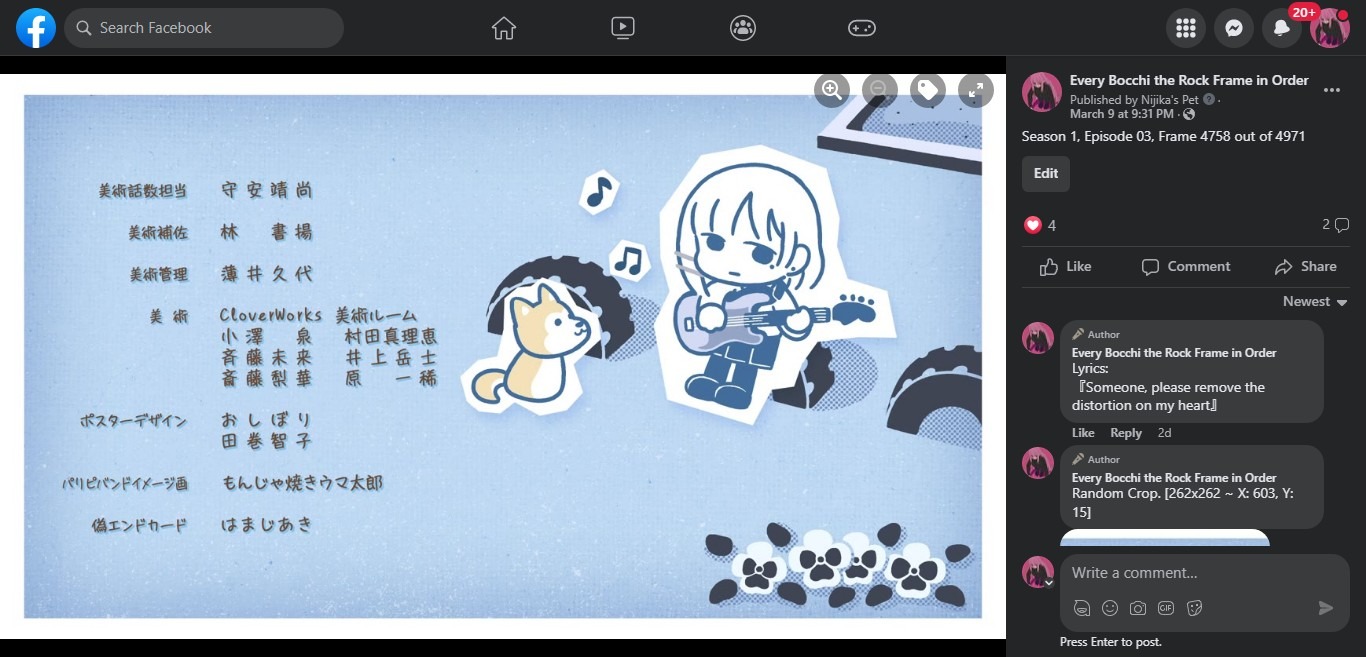 Search Facebook
20+
美術話数担当 守安靖尚
美術補佐 林 書揚
美術管理 薄井久代
美術 CloverWorks 美術ルーム
小澤 泉 村田真理恵
斉藤未来 井上岳士
斎藤梨華 原 一稀
ポスターデザイン おしぼり
田巻智子
パリピバンドイメージ画 もんじゃ焼きウマ太郎
偽エンドカード はまじあき
Every Bocchi the Rock Frame in Order
Published by Nijika's Pet ·
March 9 at 9:31 PM ·
Season 1, Episode 03, Frame 4758 out of 4971
Edit
4
2
Like Comment Share
Newest
Author
Every Bocchi the Rock Frame in Order
Lyrics:
『Someone, please remove the
distortion on my heart』
Like Reply 2d
Author
Every Bocchi the Rock Frame in Order
Random Crop. [262x262 ~ X: 603, Y:
15]
Write a comment...
GIF
Press Enter to post.